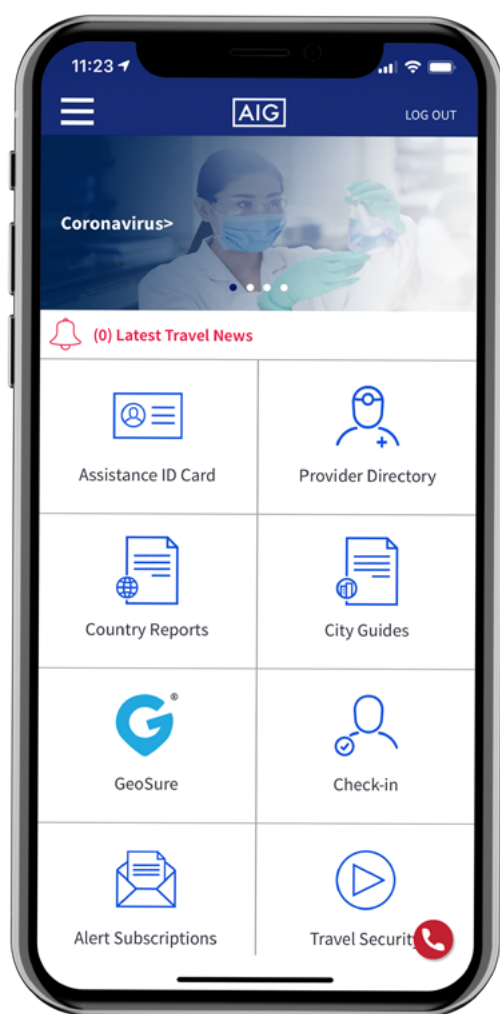 11:23
AIG
LOG OUT
Coronavirus>
(0) Latest Travel News
Assistance ID Card
Provider Directory
Country Reports
City Guides
®
GeoSure
Check-in
Alert Subscriptions
Travel Securit